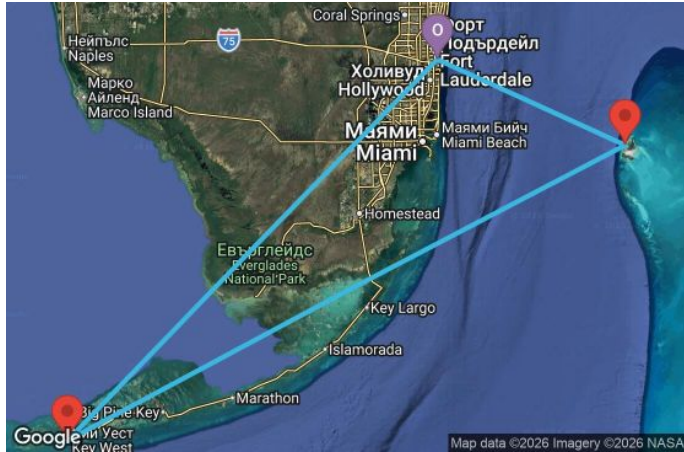 Coral Springs
Форт
Лодърдейл
Fort
Lauderdale
O
75
Нейпълс
Naples
Холивуд
Hollywood
Марко
Айленд
Marco Island
Маями
Miami
Маями Бийч
Miami Beach
Homestead
Евърглейдс
Everglades
National Park
Key Largo
Islamorada
Marathon
Big Pine Key
Уест
Key West
Google
Map data ©2026 Imagery ©2026 NASA